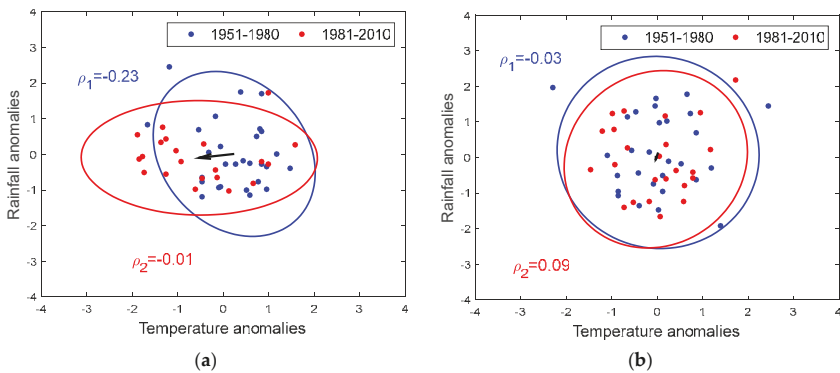 4
3
2
1
0
-1
-2
-3
-4
-4 -3 -2 -1 0 1 2 3 4
Rainfall anomalies
Temperature anomalies
1951-1980 1981-2010
ρ1=-0.23
ρ2=-0.01
(a)
4
3
2
1
0
-1
-2
-3
-4
-4 -3 -2 -1 0 1 2 3 4
Rainfall anomalies
Temperature anomalies
1951-1980 1981-2010
ρ1=-0.03
ρ2=0.09
(b)